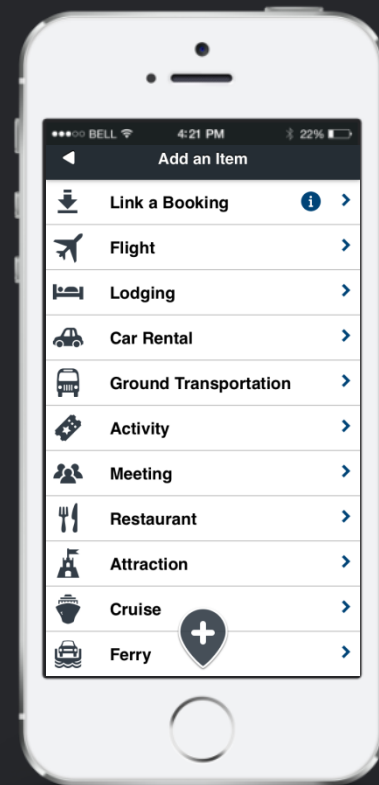 BELL 4:21 PM 22%
Add an Item
Link a Booking
Flight
Lodging
Car Rental
Ground Transportation
Activity
Meeting
Restaurant
Attraction
Cruise
Ferry